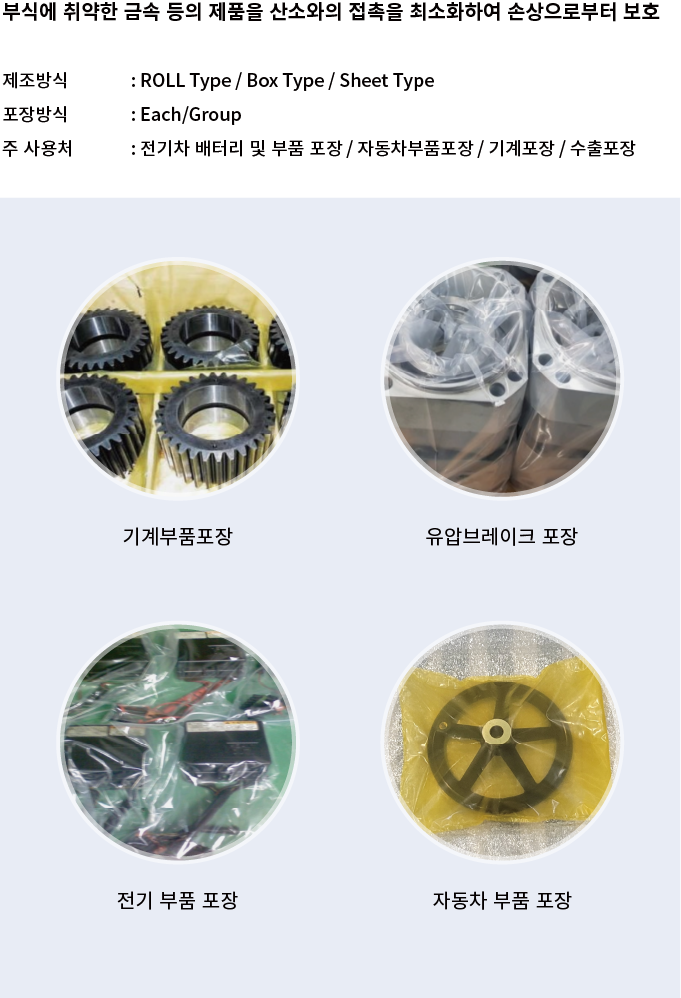 부식에 취약한 금속 등의 제품을 산소와의 접촉을 최소화하여 손상으로부터 보호
제조방식 : ROLL Type / Box Type / Sheet Type
포장방식 : Each/Group
주 사용처 : 전기차 배터리 및 부품 포장 / 자동차부품포장 / 기계포장 / 수출포장
기계부품포장
유압브레이크 포장
전기 부품 포장
자동차 부품 포장